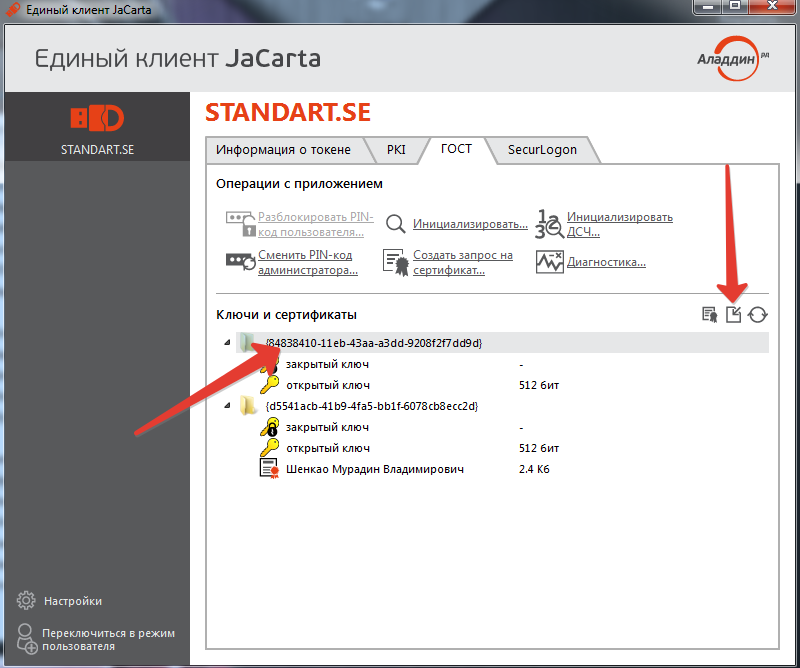 Единый клиент JaCarta
Единый клиент JaCarta
Аладдин РД
STANDART.SE
STANDART.SE
Информация о токене
PKI
ГОСТ
SecurLogon
Операции с приложением
Разблокировать PIN-
код пользователя...
Инициализировать...
Инициализировать
ДСЧ...
Сменить PIN-код
администратора...
Создать запрос на
сертификат...
Диагностика...
Ключи и сертификаты
{84838410-11eb-43aa-a3dd-9208f2f7dd9d}
закрытый ключ -
открытый ключ 512 бит
{d5541acb-41b9-4fa5-bb1f-6078cb8ecc2d}
закрытый ключ -
открытый ключ 512 бит
Шенкао Мурадин Владимирович 2.4 Кб
Настройки
Переключиться в режим
пользователя